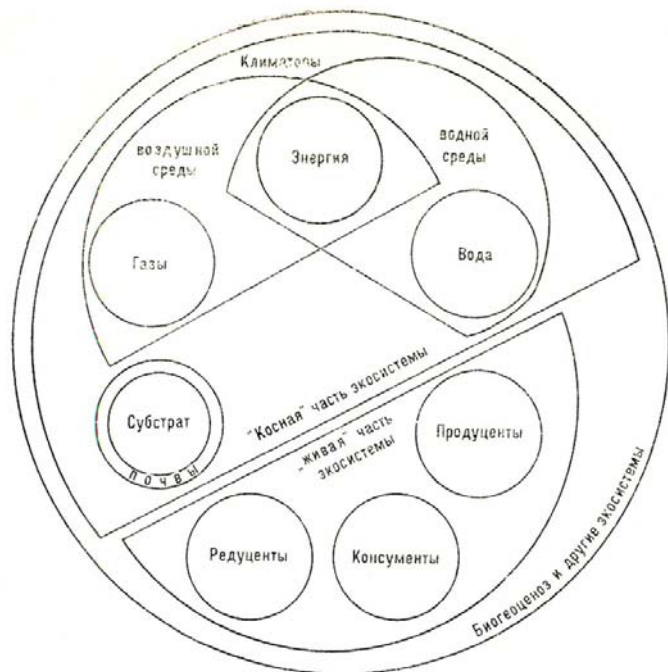 Климатопы
воздушной
среды
Энергия
водной
среды
Газы
Вода
Субстрат
почвы
"Косная" часть экосистемы
"живая" часть
экосистемы
Продуценты
Редуценты
Консументы
Биогеоценоз и другие экосистемы